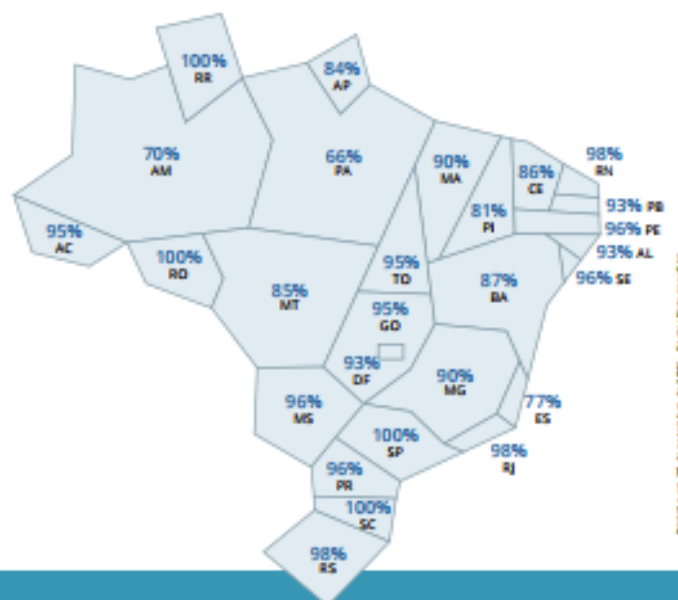 100%
RR
84%
AP
70%
AM
66%
PA
90%
MA
86%
CE
98%
RN
81%
PI
93% PB
96% PE
93% AL
96% SE
95%
AC
100%
RO
85%
MT
95%
TO
87%
BA
95%
GO
93%
DF
90%
MG
77%
ES
96%
MS
100%
SP
98%
RJ
96%
PR
100%
SC
98%
RS